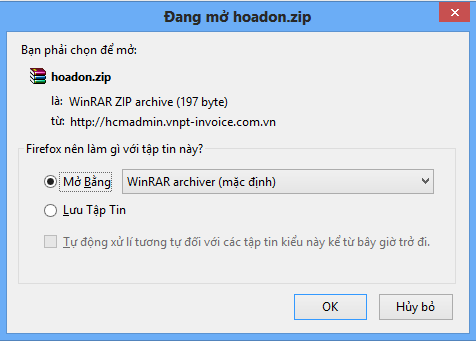 Đang mở hoadon.zip
Bạn phải chọn để mở:
hoadon.zip
là: WinRAR ZIP archive (197 byte)
từ: http://hcmadmin.vnpt-invoice.com.vn
Firefox nên làm gì với tập tin này?
Mở Bằng WinRAR archiver (mặc định)
Lưu Tập Tin
Tự động xử lí tương tự đối với các tập tin kiểu này kể từ bây giờ trở đi.
OK Hủy bỏ